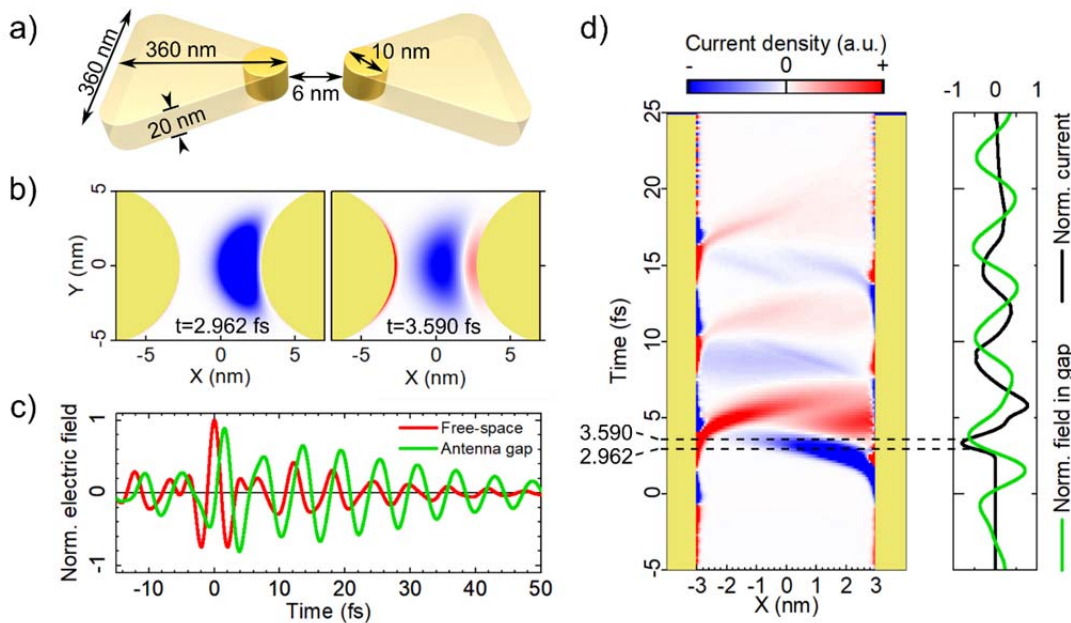 a)
360 nm
360 nm
20 nm
6 nm
10 nm
b)
Y (nm)
5
0
-5
t=2.962 fs
t=3.590 fs
-5 0 5
-5 0 5
X (nm)
X (nm)
c)
Norm. electric field
1
0
-1
Free-space
Antenna gap
-10 0 10 20 30 40 50
Time (fs)
d)
Current density (a.u.)
- 0 +
Time (fs)
25
20
15
10
5
3.590
2.962
0
-5
-3 -2 -1 0 1 2 3
X (nm)
-1 0 1
Norm. current
Norm. field in gap